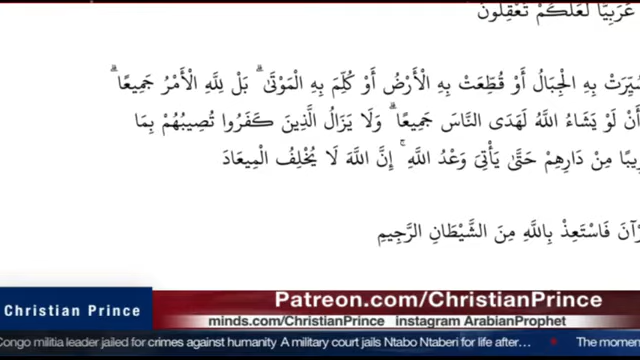 عَرَبِيًّا لَعَلَّكُمْ تَعْقِلُونَ
سُيِّرَتْ بِهِ الْجِبَالُ أَوْ قُطِّعَتْ بِهِ الْأَرْضُ أَوْ كُلِّمَ بِهِ الْمَوْتَىٰ ۗ بَلْ لِلَّهِ الْأَمْرُ جَمِيعًا ۗ
أَنْ لَوْ يَشَاءُ اللَّهُ لَهَدَى النَّاسَ جَمِيعًا ۗ وَلَا يَزَالُ الَّذِينَ كَفَرُوا تُصِيبُهُمْ بِمَا
مِنْ دَارِهِمْ حَتَّىٰ يَأْتِيَ وَعْدُ اللَّهِ ۚ إِنَّ اللَّهَ لَا يُخْلِفُ الْمِيعَادَ
فَاسْتَعِذْ بِاللَّهِ مِنَ الشَّيْطَانِ الرَّجِيمِ
Patreon.com/ChristianPrince
Christian Prince
minds.com/ChristianPrince instagram ArabianProphet
Congo militia leader jailed for crimes against humanity A military court jails Ntabo Ntaberi for life after... The mome